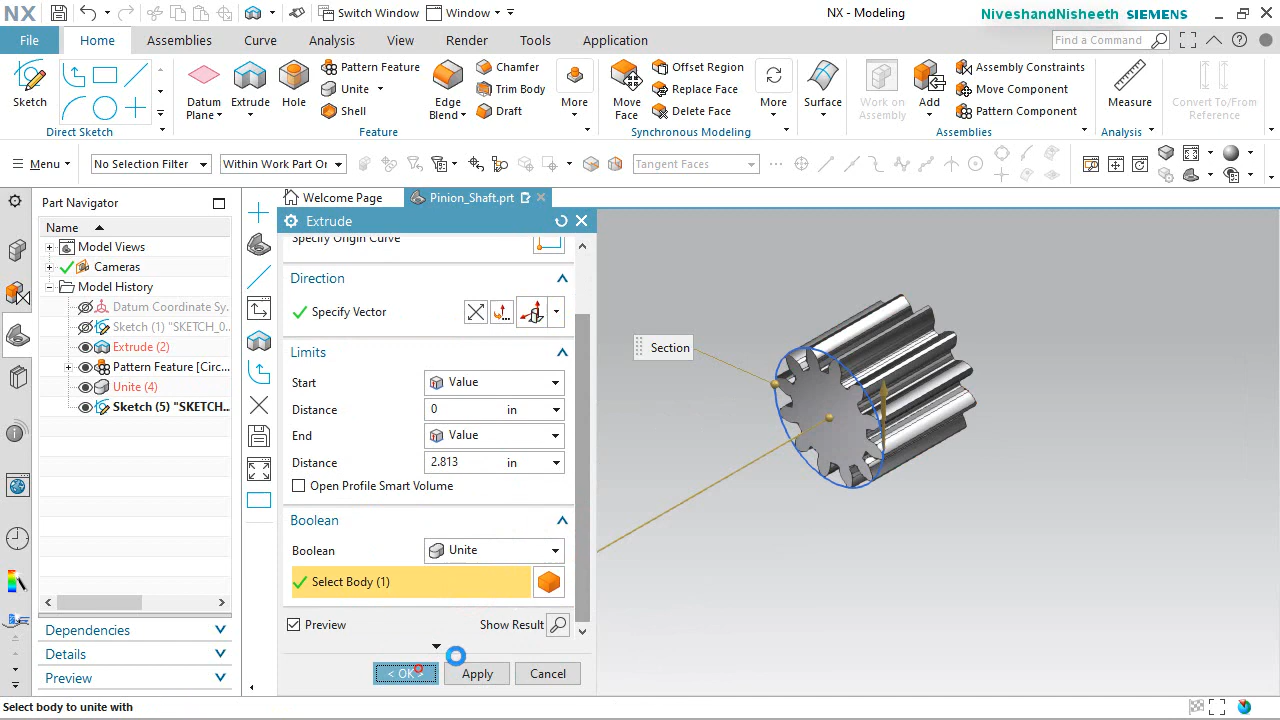 NX Switch Window Window NX - Modeling NiveshandNisheeth SIEMENS
File Home Assemblies Curve Analysis View Render Tools Application Find a Command
Pattern Feature Chamfer Offset Region Assembly Constraints
Unite Trim Body Replace Face Move Component
Shell Draft Delete Face Pattern Component
Sketch Datum Plane Extrude Hole Edge Blend More Move Face More Surface Work on Assembly Add Measure Convert To/From Reference
Direct Sketch Feature Synchronous Modeling Assemblies Analysis
Menu No Selection Filter Within Work Part On Tangent Faces
Part Navigator Welcome Page Pinion_Shaft.prt
Extrude
Name
Specify Origin Curve
Model Views
Cameras
Model History
Datum Coordinate Sy...
Sketch (1) "SKETCH_0...
Extrude (2)
Pattern Feature [Circ...
Unite (4)
Sketch (5) "SKETCH...
Direction
Specify Vector
Limits
Start Value
Distance 0 in
End Value
Distance 2.813 in
Open Profile Smart Volume
Boolean
Boolean Unite
Select Body (1)
Preview Show Result
< OK > Apply Cancel
Section
Dependencies
Details
Preview
Select body to unite with